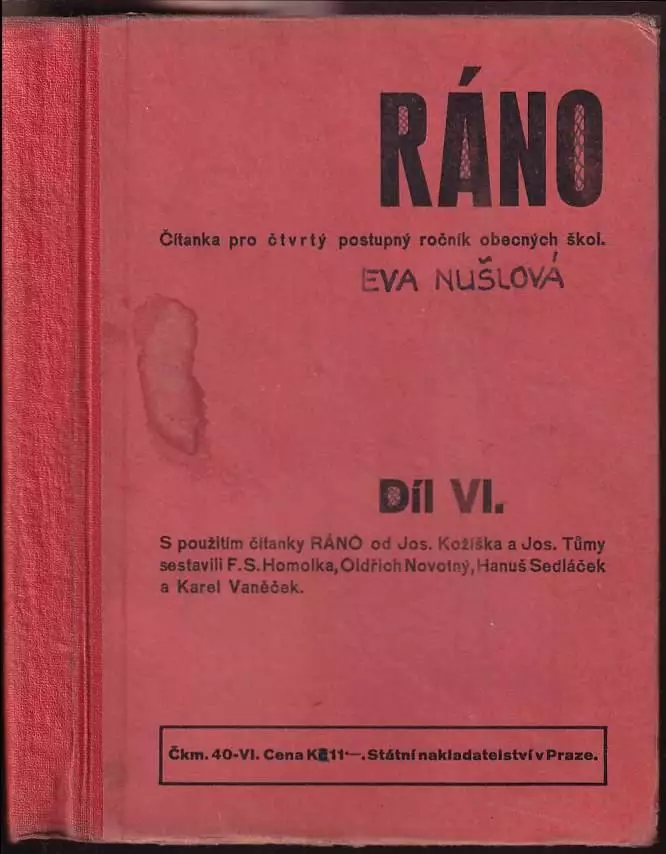 RÁNO
Čítanka pro čtvrtý postupný ročník obecných škol.
EVA NUŠLOVÁ
Díl VI.
S použitím čítanky RÁNO od Jos. Kožíška a Jos. Tůmy
sestavili F. S. Homolka, Oldřich Novotný, Hanuš Sedláček
a Karel Vaněček.
Čkm. 40-VI. Cena Kč 11·—. Státní nakladatelství v Praze.